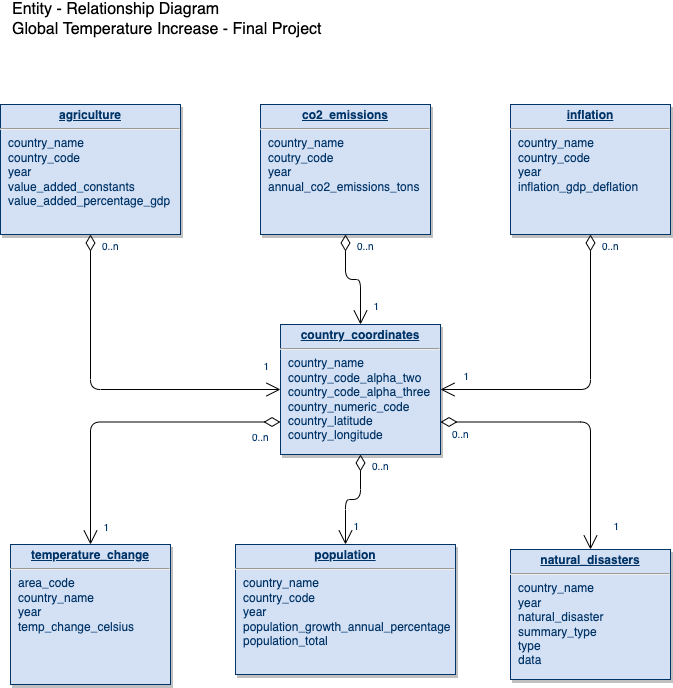 Entity - Relationship Diagram
Global Temperature Increase - Final Project
agriculture
country_name
country_code
year
value_added_constants
value_added_percentage_gdp
0..n
co2_emissions
country_name
coutry_code
year
annual_co2_emissions_tons
0..n
inflation
country_name
country_code
year
inflation_gdp_deflation
0..n
1
1
1
country_coordinates
country_name
country_code_alpha_two
country_code_alpha_three
country_numeric_code
country_latitude
country_longitude
0..n
0..n
0..n
1
temperature_change
area_code
country_name
year
temp_change_celsius
1
population
country_name
country_code
year
population_growth_annual_percentage
population_total
1
natural_disasters
country_name
year
natural_disaster
summary_type
type
data